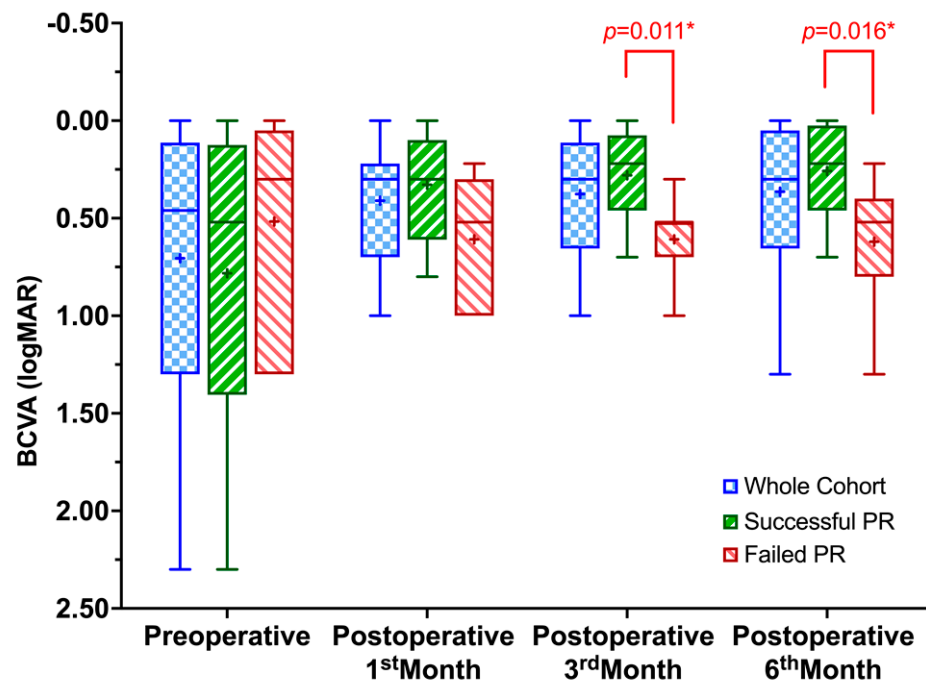 -0.50
p=0.011*
p=0.016*
0.00
0.50
1.00
1.50
2.00
2.50
BCVA (logMAR)
Whole Cohort
Successful PR
Failed PR
Preoperative
Postoperative
1stMonth
Postoperative
3rdMonth
Postoperative
6thMonth